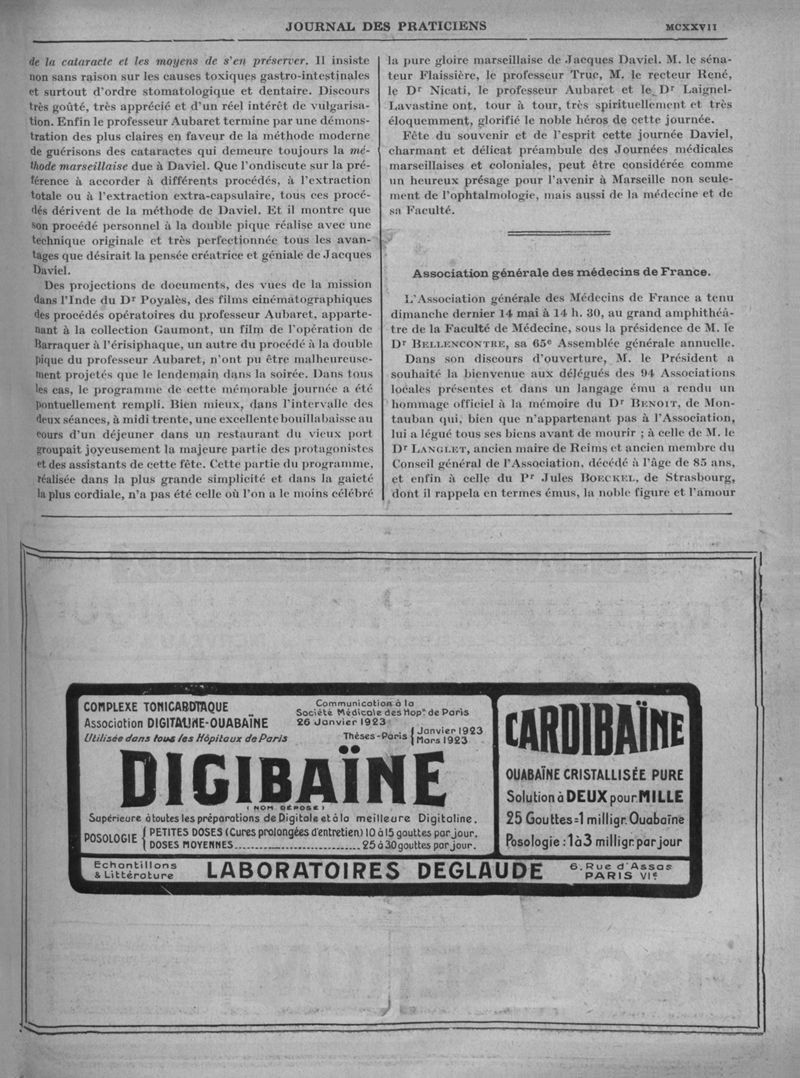 JOURNAL DES PRATICIENS
MCXXVII
de la cataracte et les moyens de s'en préserver. Il insiste
non sans raison sur les causes toxiques gastro-intestinales
et surtout d'ordre stomatologique et dentaire. Discours
très goûté, très apprécié et d'un réel intérêt de vulgarisa-
tion. Enfin le professeur Aubaret termine par une démons-
tration des plus claires en faveur de la méthode moderne
de guérisons des cataractes qui demeure toujours la mé-
thode marseillaise due à Daviel. Que l'ondiscute sur la pré-
férence à accorder à différents procédés, à l'extraction
totale ou à l'extraction extra-capsulaire, tous ces procé-
dés dérivent de la méthode de Daviel. Et il montre que
son procédé personnel à la double pique réalise avec une
technique originale et très perfectionnée tous les avan-
tages que désirait la pensée créatrice et géniale de Jacques
Daviel.
Des projections de documents, des vues de la mission
dans l'Inde du Dr Poyalès, des films cinématographiques
des procédés opératoires du professeur Aubaret, apparte-
nant à la collection Gaumont, un film de l'opération de
Barraquer à l'érisiphaque, un autre du procédé à la double
pique du professeur Aubaret, n'ont pu être malheureuse-
ment projetés que le lendemain dans la soirée. Dans tous
les cas, le programme de cette mémorable journée a été
pontuellement rempli. Bien mieux, dans l'intervalle des
deux séances, à midi trente, une excellente bouillabaisse au
cours d'un déjeuner dans un restaurant du vieux port
groupait joyeusement la majeure partie des protagonistes
et des assistants de cette fête. Cette partie du programme,
réalisée dans la plus grande simplicité et dans la gaieté
la plus cordiale, n'a pas été celle où l'on a le moins célébré
la pure gloire marseillaise de Jacques Daviel. M. le séna-
teur Flaissière, le professeur Truc, M. le recteur René,
le Dr Nicati, le professeur Aubaret et le Dr Laignel-
Lavastine ont, tour à tour, très spirituellement et très
éloquemment, glorifié le noble héros de cette journée.
Fête du souvenir et de l'esprit cette journée Daviel,
charmant et délicat préambule des Journées médicales
marseillaises et coloniales, peut être considérée comme
un heureux présage pour l'avenir à Marseille non seule-
ment de l'ophtalmologie, mais aussi de la médecine et de
sa Faculté.
Association générale des médecins de France.
L'Association générale des Médecins de France a tenu
dimanche dernier 14 mai à 14 h. 30, au grand amphithéâ-
tre de la Faculté de Médecine, sous la présidence de M. le
Dr BELLENCONTRE, sa 65e Assemblée générale annuelle.
Dans son discours d'ouverture, M. le Président a
souhaité la bienvenue aux délégués des 94 Associations
locales présentes et dans un langage ému a rendu un
hommage officiel à la mémoire du Dr BENOIT, de Mon-
tauban qui, bien que n'appartenant pas à l'Association,
lui a légué tous ses biens avant de mourir ; à celle de M. le
Dr LANGLET, ancien maire de Reims et ancien membre du
Conseil général de l'Association, décédé à l'âge de 85 ans,
et enfin à celle du Pr Jules BOECKEL, de Strasbourg,
dont il rappela en termes émus, la noble figure et l'amour
COMPLEXE TONICARDIAQUE
Association DIGITALINE-OUABAÏNE
Utilisée dans tous les Hôpitaux de Paris
Communication à la
Société Médicale des Hopx de Paris
26 Janvier 1923
Thèses-Paris { Janvier 1923
Mars 1923
DIGIBAÏNE
(NOM DÉPOSÉ)
Supérieure à toutes les préparations de Digitale et à la meilleure Digitaline.
POSOLOGIE { PETITES DOSES (Cures prolongées d'entretien) 10 à 15 gouttes par jour.
DOSES MOYENNES.............................. 25 à 30 gouttes par jour.
CARDIBAÏNE
OUABAÏNE CRISTALLISÉE PURE
Solution à DEUX pour MILLE
25 Gouttes=1 milligr. Ouabaïne
Posologie : 1 à 3 milligr. par jour
Echantillons
& Littérature
LABORATOIRES DEGLAUDE
6, Rue d'Assas
PARIS VIe